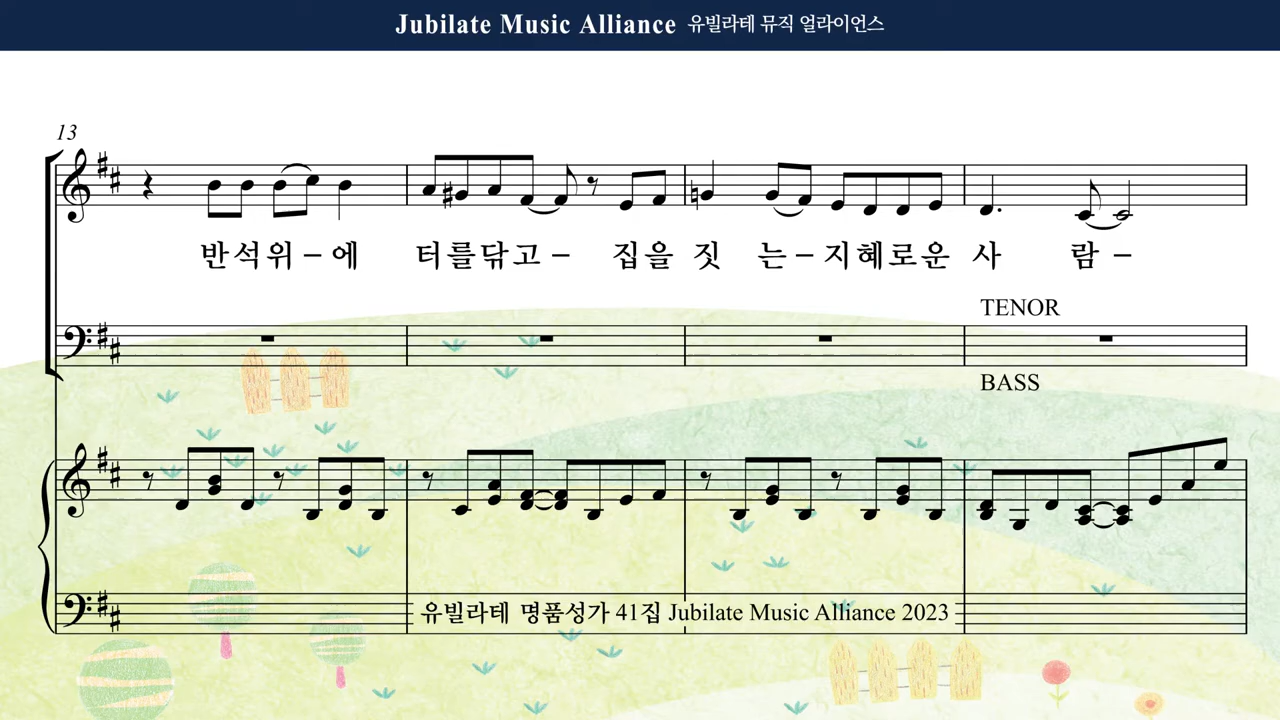 Jubilate Music Alliance 유빌라테 뮤직 얼라이언스
13
반석위-에 터를닦고- 집을 짓 는-지혜로운 사 람-
TENOR
BASS
유빌라테 명품성가 41집 Jubilate Music Alliance 2023